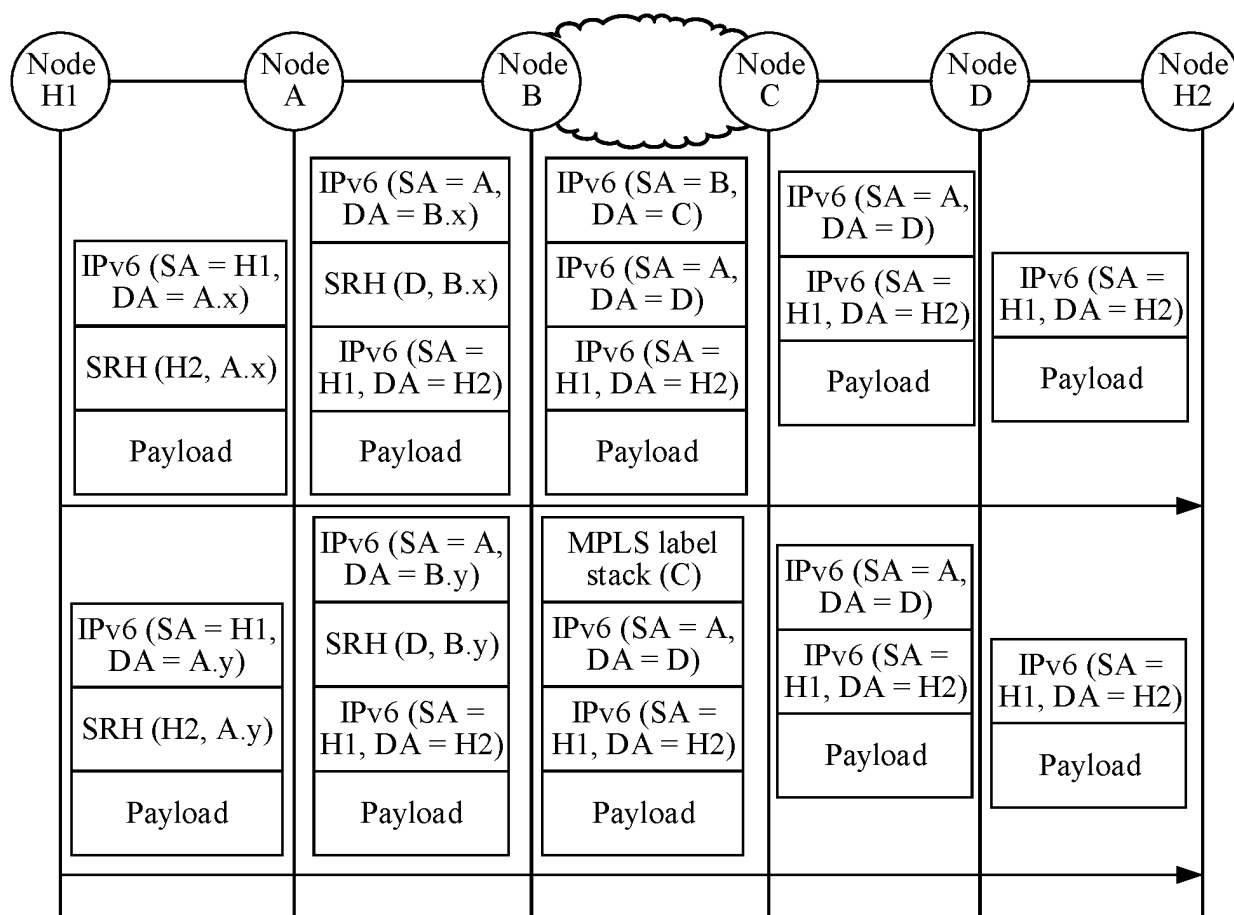 Node
H1
Node
A
Node
B
Node
C
Node
D
Node
H2
IPv6 (SA = H1,
DA = A.x)
SRH (H2, A.x)
Payload
IPv6 (SA = A,
DA = B.x)
SRH (D, B.x)
IPv6 (SA =
H1, DA = H2)
Payload
IPv6 (SA = B,
DA = C)
IPv6 (SA = A,
DA = D)
IPv6 (SA =
H1, DA = H2)
Payload
IPv6 (SA = A,
DA = D)
IPv6 (SA =
H1, DA = H2)
Payload
IPv6 (SA =
H1, DA = H2)
Payload
IPv6 (SA = H1,
DA = A.y)
SRH (H2, A.y)
Payload
IPv6 (SA = A,
DA = B.y)
SRH (D, B.y)
IPv6 (SA =
H1, DA = H2)
Payload
MPLS label
stack (C)
IPv6 (SA = A,
DA = D)
IPv6 (SA =
H1, DA = H2)
Payload
IPv6 (SA = A,
DA = D)
IPv6 (SA =
H1, DA = H2)
Payload
IPv6 (SA =
H1, DA = H2)
Payload